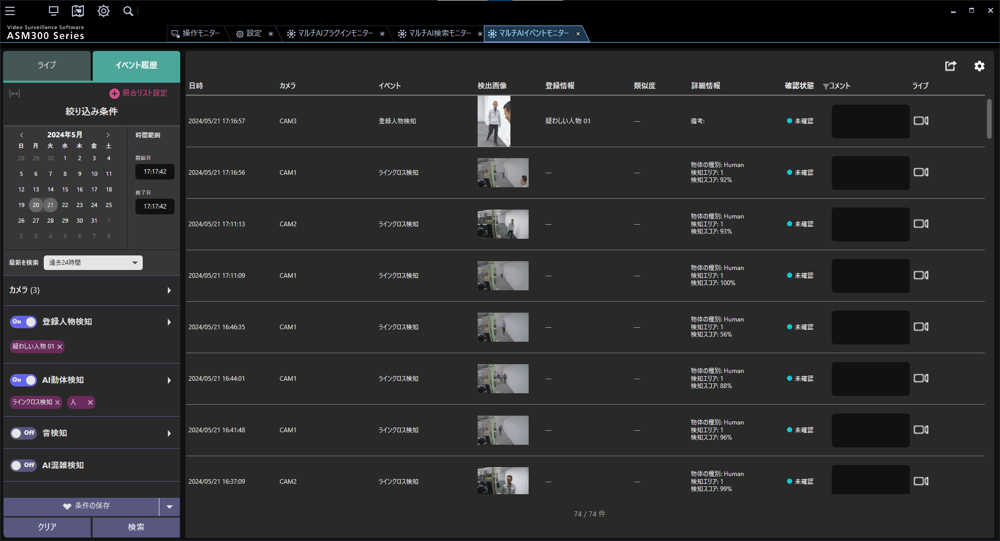 Video Surveillance Software
ASM300 Series
操作モニター
設定
マルチAIプラグインモニター
マルチAI検索モニター
マルチAIイベントモニター
ライブ
イベント履歴
照合リスト設定
絞り込み条件
2024年5月
日 月 火 水 木 金 土
28 29 30 1 2 3 4
5 6 7 8 9 10 11
12 13 14 15 16 17 18
19 20 21 22 23 24 25
26 27 28 29 30 31 1
2 3 4 5 6 7 8
時間範囲
開始日
17:17:42
終了日
17:17:42
最新を検索 過去24時間
カメラ (3)
On 登録人物検知
疑わしい人物 01
On AI動体検知
ラインクロス検知 人
Off 音検知
Off AI混雑検知
条件の保存
クリア 検索
日時 カメラ イベント 検出画像 登録情報 類似度 詳細情報 確認状態 コメント ライブ
2024/05/21 17:16:57 CAM3 登録人物検知 疑わしい人物 01 — 備考: 未確認
2024/05/21 17:16:56 CAM1 ラインクロス検知 — —
物体の種別: Human
検知エリア: 1
検知スコア: 92%
未確認
2024/05/21 17:11:13 CAM2 ラインクロス検知 — —
物体の種別: Human
検知エリア: 1
検知スコア: 93%
未確認
2024/05/21 17:11:09 CAM1 ラインクロス検知 — —
物体の種別: Human
検知エリア: 1
検知スコア: 100%
未確認
2024/05/21 16:46:35 CAM1 ラインクロス検知 — —
物体の種別: Human
検知エリア: 1
検知スコア: 56%
未確認
2024/05/21 16:44:01 CAM1 ラインクロス検知 — —
物体の種別: Human
検知エリア: 1
検知スコア: 88%
未確認
2024/05/21 16:41:48 CAM1 ラインクロス検知 — —
物体の種別: Human
検知エリア: 1
検知スコア: 96%
未確認
2024/05/21 16:37:09 CAM2 ラインクロス検知 — —
物体の種別: Human
検知エリア: 1
検知スコア: 99%
未確認
74 / 74 件